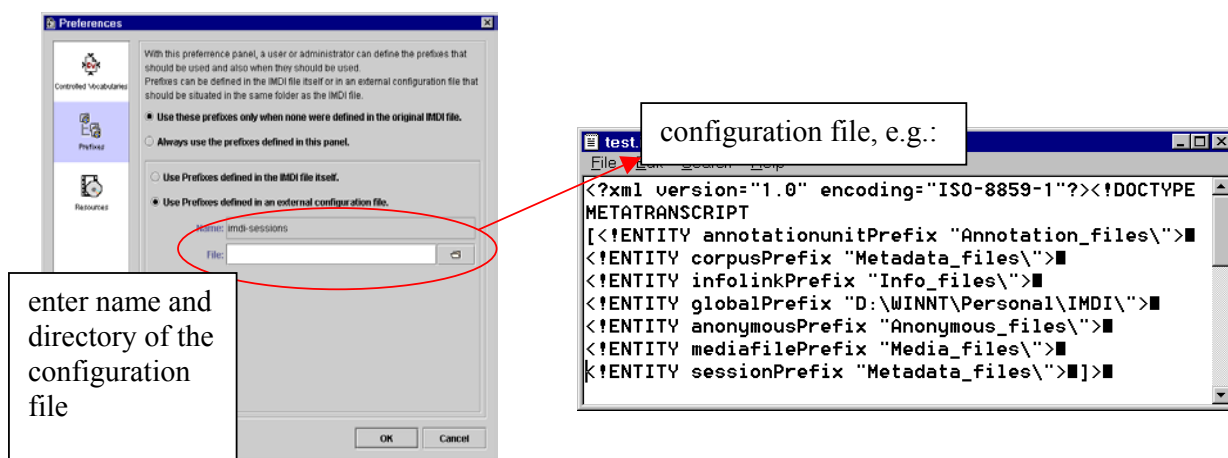 Preferences
Controlled Vocabularies
Prefixes
Resources
With this preferrence panel, a user or administrator can define the prefixes that
should be used and also when they should be used.
Prefixes can be defined in the IMDI file itself or in an external configuration file that
should be situated in the same folder as the IMDI file.
Use these prefixes only when none were defined in the original IMDI file.
Always use the prefixes defined in this panel.
Use Prefixes defined in the IMDI file itself.
Use Prefixes defined in an external configuration file.
Name: imdi-sessions
File:
enter name and
directory of the
configuration
file
OK Cancel
configuration file, e.g.:
test.
File
<?xml version="1.0" encoding="ISO-8859-1"?><!DOCTYPE
METATRANSCRIPT
[<!ENTITY annotationunitPrefix "Annotation_files\">
<!ENTITY corpusPrefix "Metadata_files\">
<!ENTITY infolinkPrefix "Info_files\">
<!ENTITY globalPrefix "D:\WINNT\Personal\IMDI\">
<!ENTITY anonymousPrefix "Anonymous_files\">
<!ENTITY mediafilePrefix "Media_files\">
<!ENTITY sessionPrefix "Metadata_files\">]>